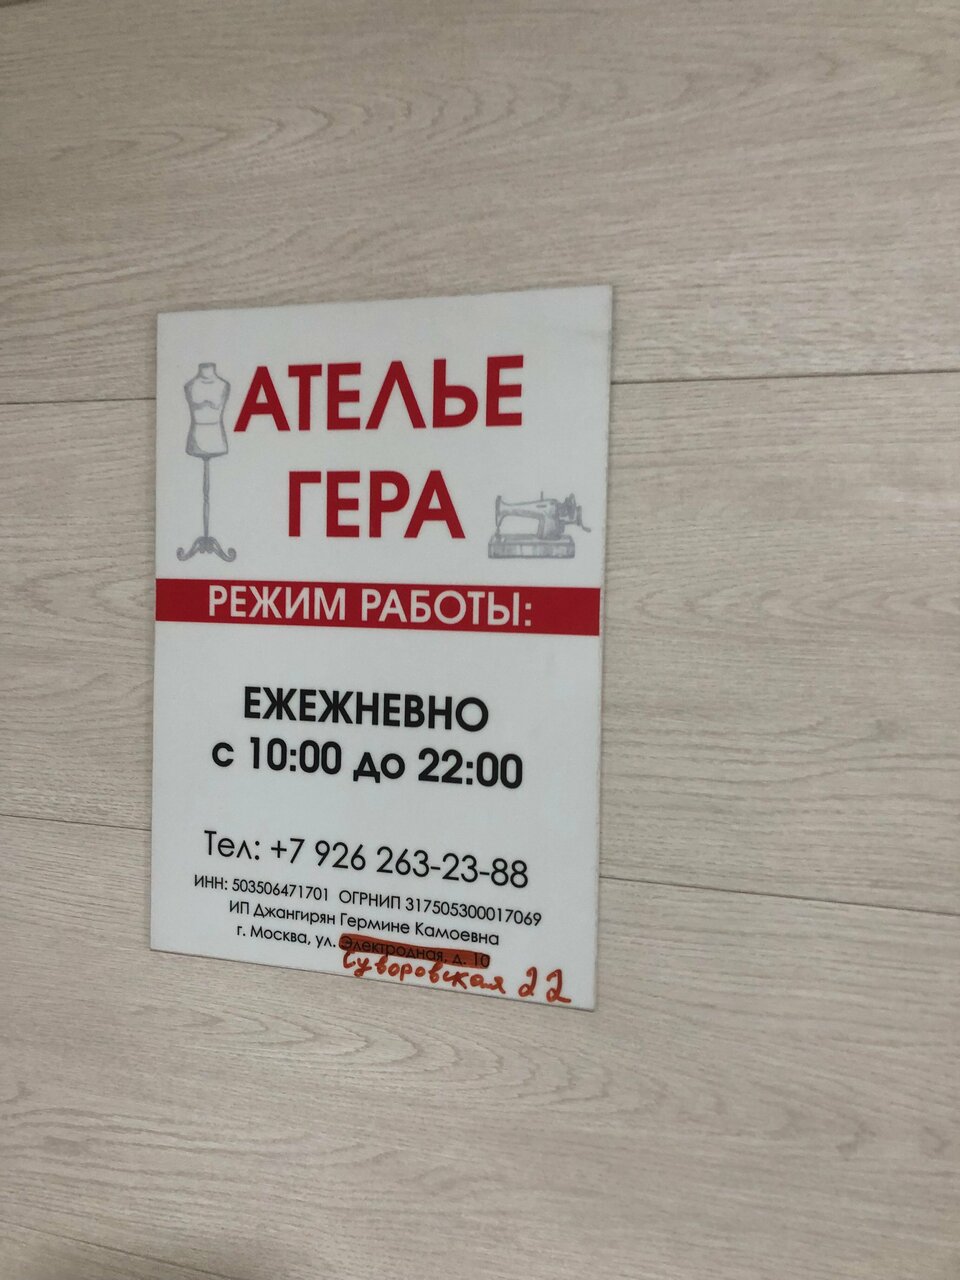 АТЕЛЬЕ
ГЕРА
РЕЖИМ РАБОТЫ:
ЕЖЕЖНЕВНО
с 10:00 до 22:00
Тел: +7 926 263-23-88
ИНН: 503506471701 ОГРНИП 317505300017069
ИП Джангирян Гермине Камоевна
г. Москва, ул. Электродная, д. 10
Суворовская 22